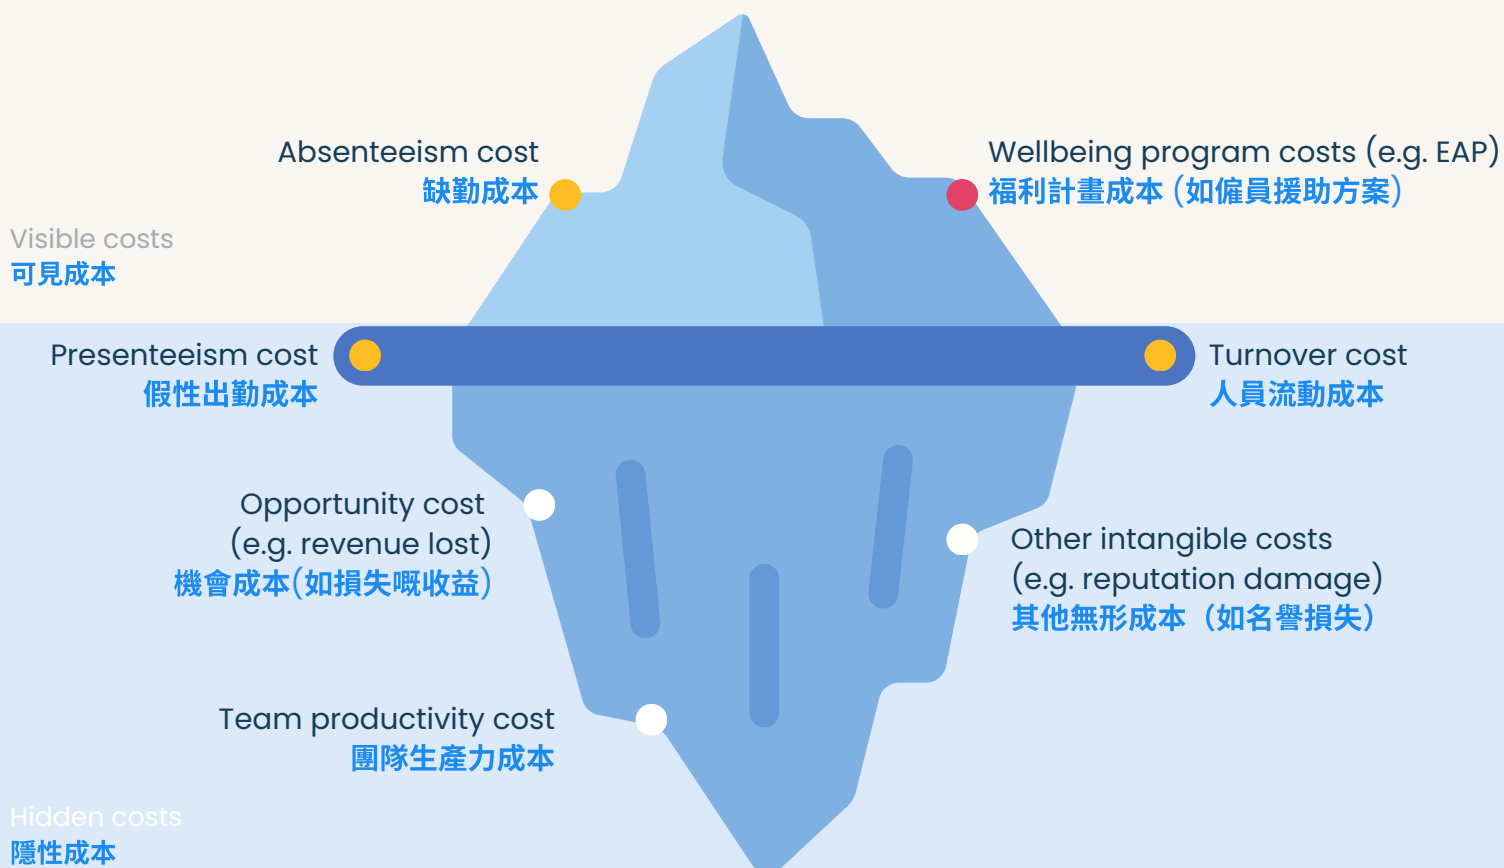 Absenteeism cost
缺勤成本
Wellbeing program costs (e.g. EAP)
福利計畫成本 (如僱員援助方案)
Visible costs
可見成本
Presenteeism cost
假性出勤成本
Turnover cost
人員流動成本
Opportunity cost
(e.g. revenue lost)
機會成本(如損失嘅收益)
Other intangible costs
(e.g. reputation damage)
其他無形成本（如名譽損失）
Team productivity cost
團隊生產力成本
Hidden costs
隱性成本